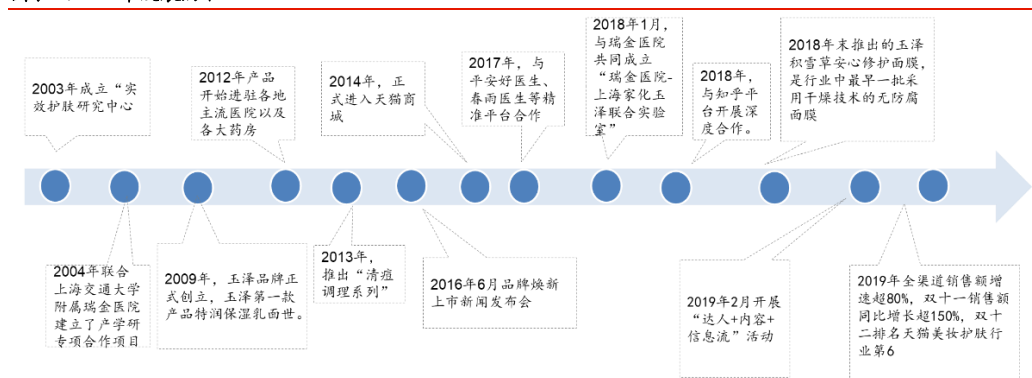 2003年成立“实
效护肤研究中心
2012年产品
开始进驻各地
主流医院以及
各大药房
2014年，正
式进入天猫商
城
2017年，与
平安好医生、
春雨医生等精
准平台合作
2018年1月，
与瑞金医院
共同成立
“瑞金医院-
上海家化玉
泽联合实验
室”
2018年，
与知乎平
台开展深
度合作。
2018年末推出的玉泽
积雪草安心修护面膜，
是行业中最早一批采
用干燥技术的无防腐
面膜
2004年联合
上海交通大学
附属瑞金医院
建立了产学研
专项合作项目
2009年，玉泽品牌正
式创立，玉泽第一款
产品特润保湿乳面世。
2013年，
推出“清痘
调理系列”
2016年6月品牌焕新
上市新闻发布会
2019年2月开展
“达人+内容+
信息流”活动
2019年全渠道销售额增
速超80%，双十一销售额
同比增长超150%，双十
二排名天猫美妆护肤行
业第6